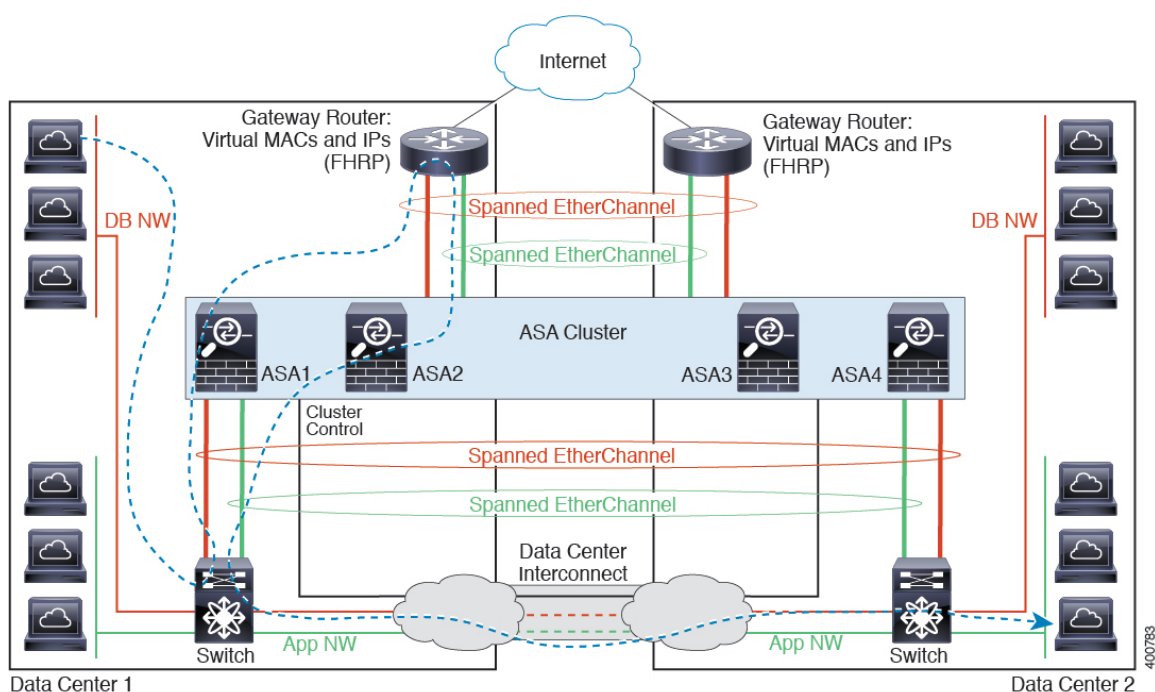 Internet
Gateway Router:
Virtual MACs and IPs
(FHRP)
Gateway Router:
Virtual MACs and IPs
(FHRP)
DB NW
Spanned EtherChannel
DB NW
Spanned EtherChannel
ASA Cluster
ASA1
ASA2
ASA3
ASA4
Cluster
Control
Spanned EtherChannel
Spanned EtherChannel
Data Center
Interconnect
App NW
App NW
Switch
Switch
400783
Data Center 1
Data Center 2